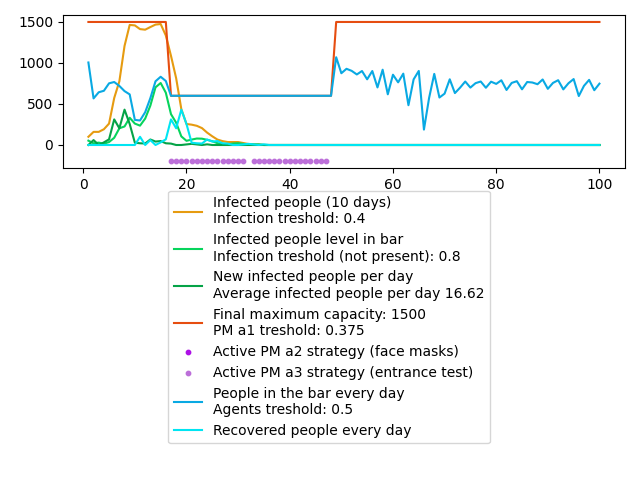 1500
1000
500
0
0
20
40
60
80
100
Infected people (10 days)
Infection treshold: 0.4
Infected people level in bar
Infection treshold (not present): 0.8
New infected people per day
Average infected people per day 16.62
Final maximum capacity: 1500
PM a1 treshold: 0.375
Active PM a2 strategy (face masks)
Active PM a3 strategy (entrance test)
People in the bar every day
Agents treshold: 0.5
Recovered people every day